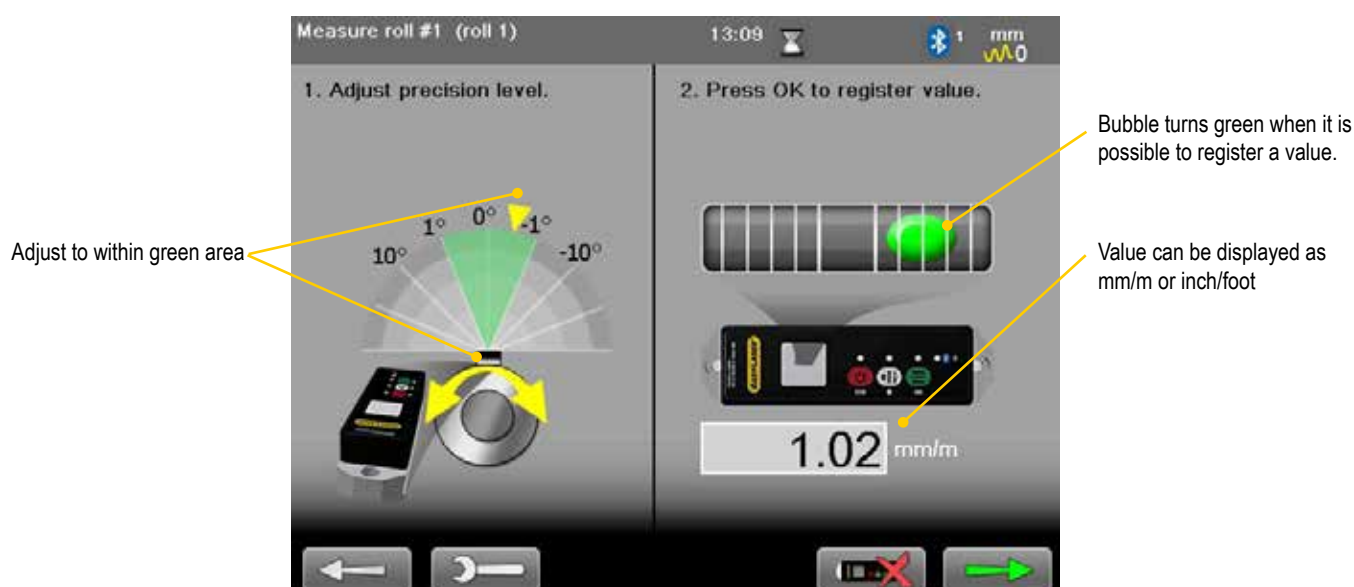 Measure roll #1 (roll 1)
13:09
1
mm
0
1. Adjust precision level.
2. Press OK to register value.
Bubble turns green when it is
possible to register a value.
Adjust to within green area
10°
1°
0°
-1°
-10°
Value can be displayed as
mm/m or inch/foot
EASY-LASER
1.02 mm/m